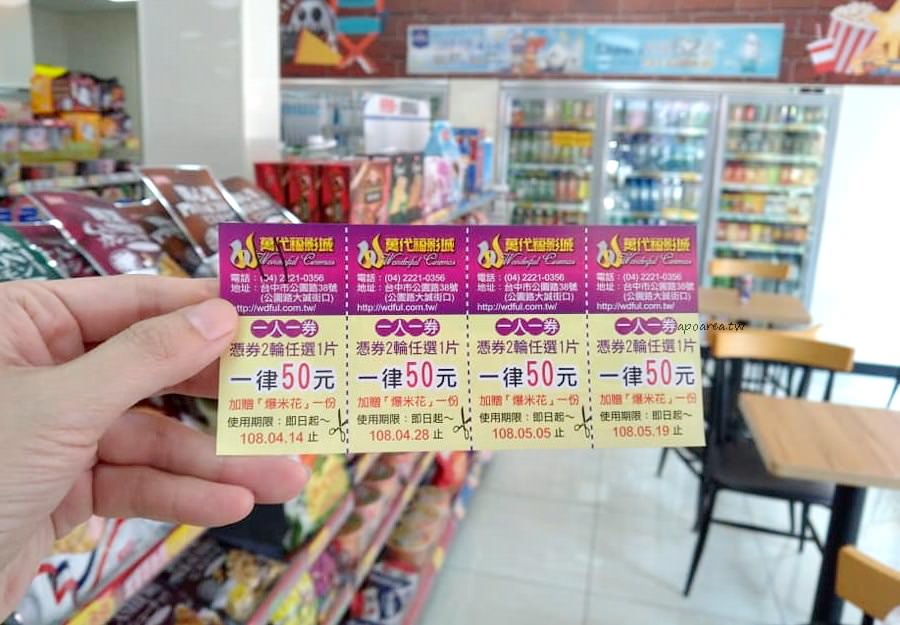 萬代福影城
Wonderful Cinemas
電話：(04) 2221-0356
地址：台中市公園路38號
(公園路大誠街口)
http://wdful.com.tw/
一人一券
憑券2輪任選1片
一律50元
加贈「爆米花」一份
使用期限：即日起～
108.04.14 止
萬代福影城
Wonderful Cinemas
電話：(04) 2221-0356
地址：台中市公園路38號
(公園路大誠街口)
http://wdful.com.tw/
一人一券
憑券2輪任選1片
一律50元
加贈「爆米花」一份
使用期限：即日起～
108.04.28 止
萬代福影城
Wonderful Cinemas
電話：(04) 2221-0356
地址：台中市公園路38號
(公園路大誠街口)
http://wdful.com.tw/
一人一券
憑券2輪任選1片
一律50元
加贈「爆米花」一份
使用期限：即日起～
108.05.05 止
萬代福影城
Wonderful Cinemas
電話：(04) 2221-0356
地址：台中市公園路38號
(公園路大誠街口)
http://wdful.com.tw/
一人一券
憑券2輪任選1片
一律50元
加贈「爆米花」一份
使用期限：即日起～
108.05.19 止
apoarea.tw